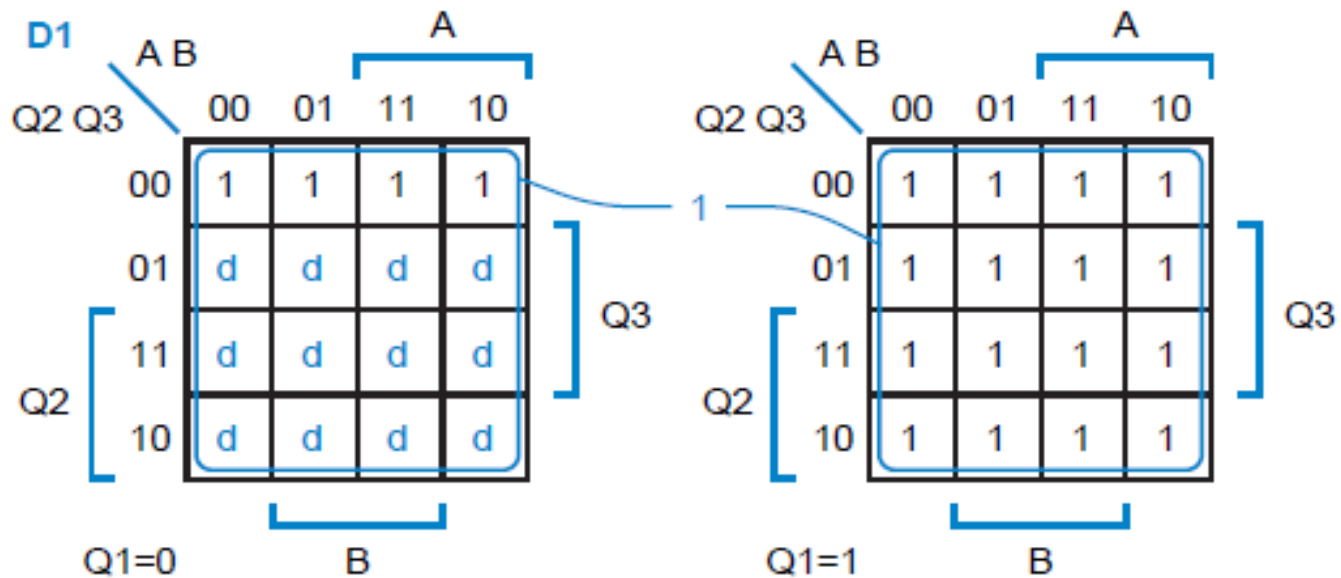 D1
A B A A B A
Q2 Q3 00 01 11 10 Q2 Q3 00 01 11 10
00 1 1 1 1 1 00 1 1 1 1
01 d d d d 01 1 1 1 1
Q3 Q3
11 d d d d 11 1 1 1 1
Q2 Q2
10 d d d d 10 1 1 1 1
Q1=0 B Q1=1 B